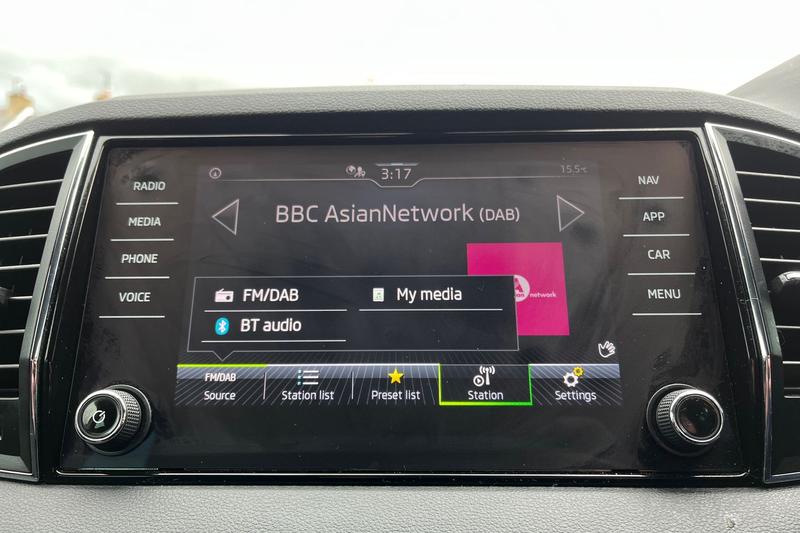 RADIO
MEDIA
PHONE
VOICE
3:17
15.5°C
BBC AsianNetwork (DAB)
network
FM/DAB
My media
BT audio
FM/DAB
Source
Station list
Preset list
Station
Settings
NAV
APP
CAR
MENU